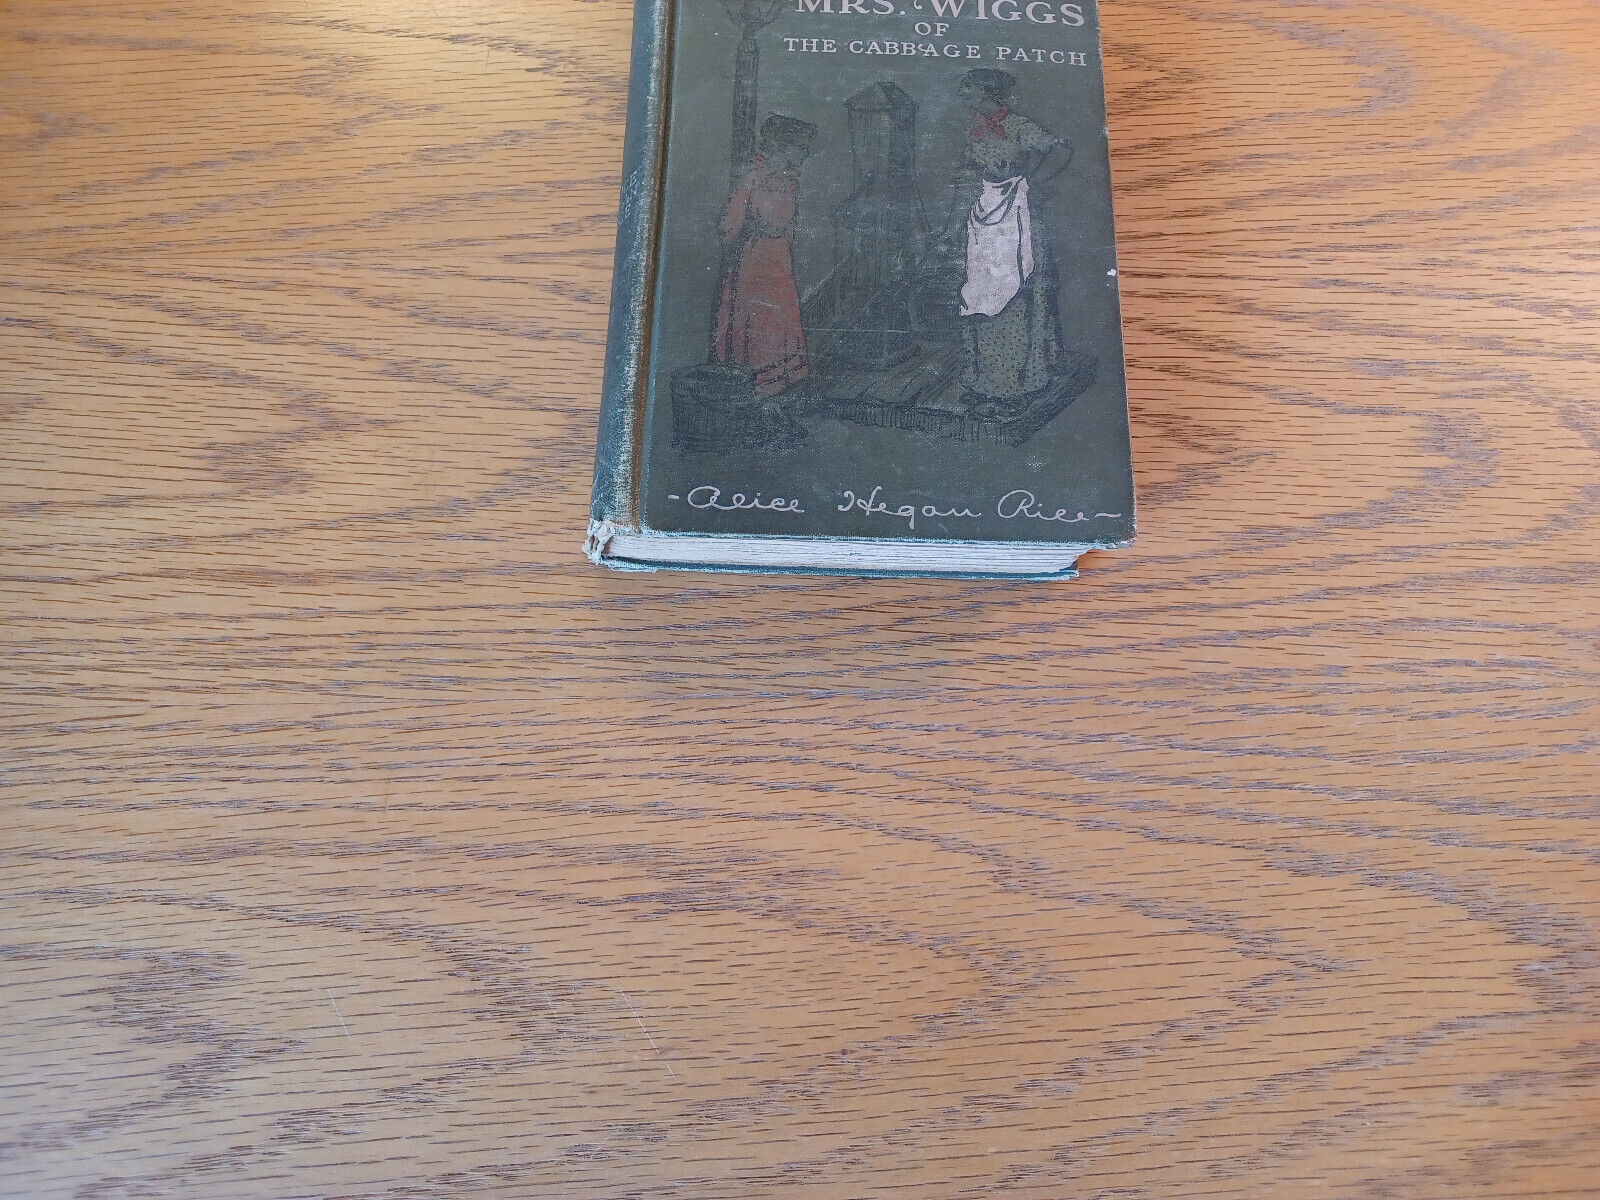 MRS. WIGGS
OF
THE CABBAGE PATCH
-Alice Hegan Rice-